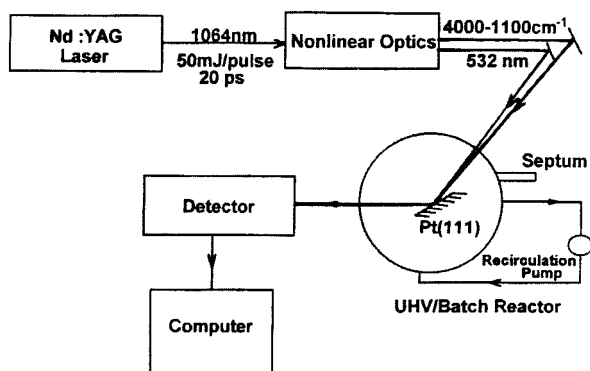 Nd :YAG
Laser
1064nm
50mJ/pulse
20 ps
Nonlinear Optics
4000-1100cm⁻¹
532 nm
Septum
Detector
Pt(111)
Recirculation
Pump
UHV/Batch Reactor
Computer